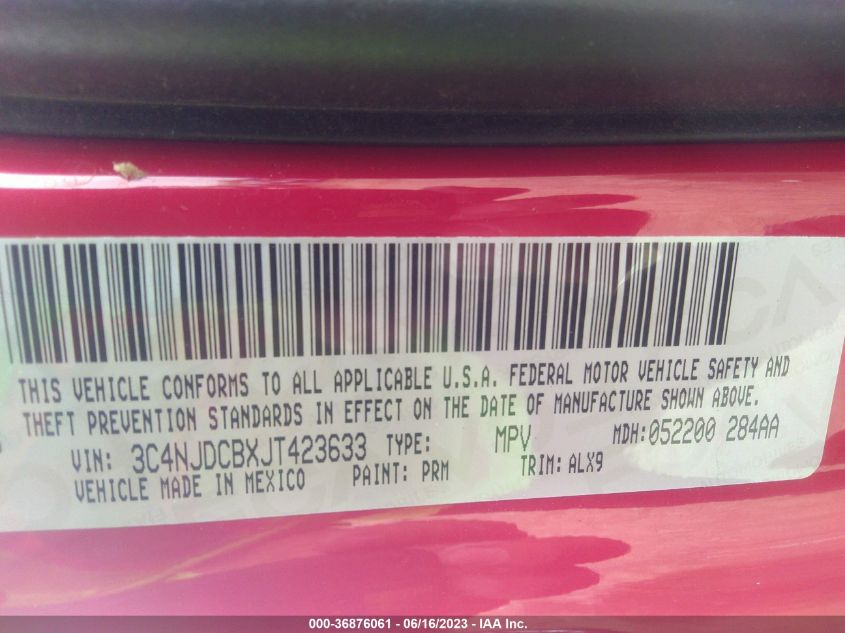 THIS VEHICLE CONFORMS TO ALL APPLICABLE U.S.A. FEDERAL MOTOR VEHICLE SAFETY AND
THEFT PREVENTION STANDARDS IN EFFECT ON THE DATE OF MANUFACTURE SHOWN ABOVE.
VIN: 3C4NJDCBXJT423633 TYPE: MPV MDH:052200 284AA
VEHICLE MADE IN MEXICO PAINT: PRM TRIM: ALX9
000-36876061 - 06/16/2023 - IAA Inc.